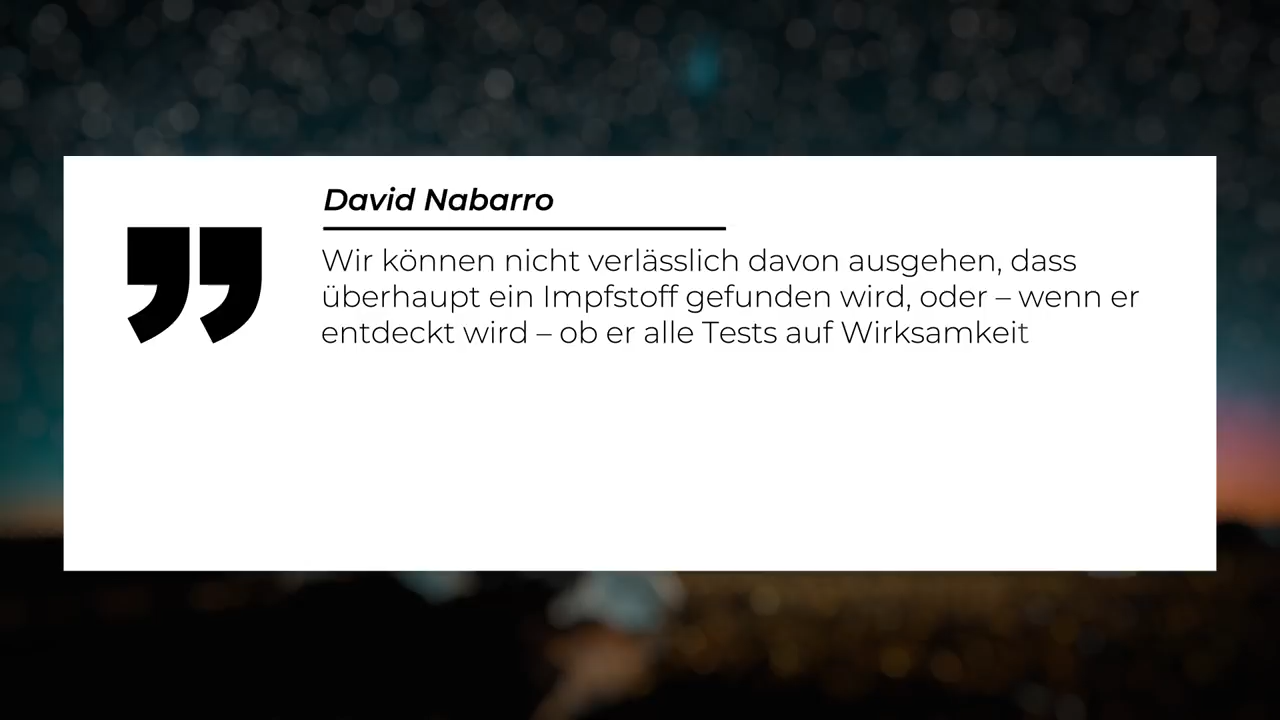 David Nabarro
Wir können nicht verlässlich davon ausgehen, dass
überhaupt ein Impfstoff gefunden wird, oder – wenn er
entdeckt wird – ob er alle Tests auf Wirksamkeit